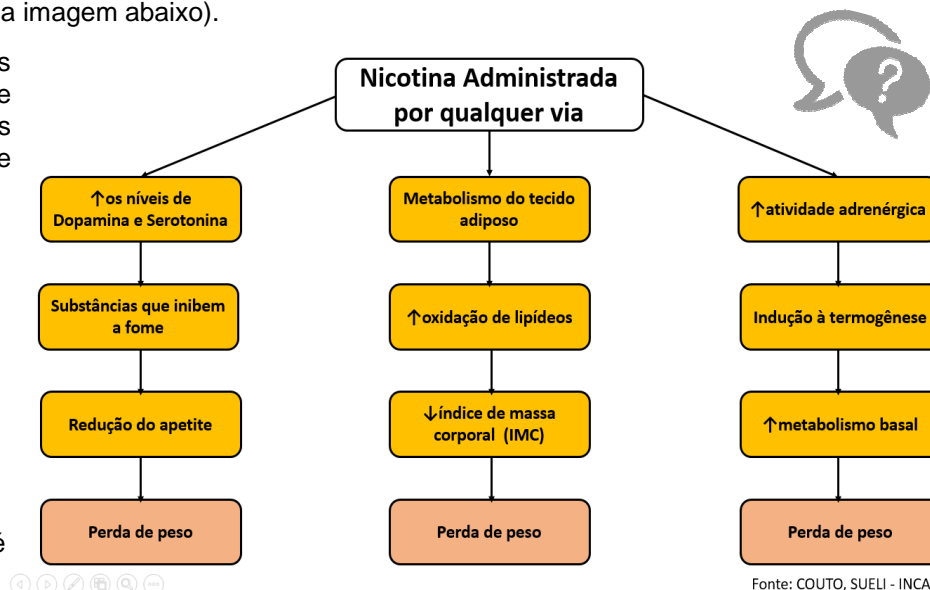 a imagem abaixo).
s
e
s
e
é
Nicotina Administrada
por qualquer via
↑os níveis de
Dopamina e Serotonina
Substâncias que inibem
a fome
Redução do apetite
Perda de peso
Metabolismo do tecido
adiposo
↑oxidação de lipídeos
↓índice de massa
corporal (IMC)
Perda de peso
↑atividade adrenérgica
Indução à termogênese
↑metabolismo basal
Perda de peso
?
Fonte: COUTO, SUELI - INCA